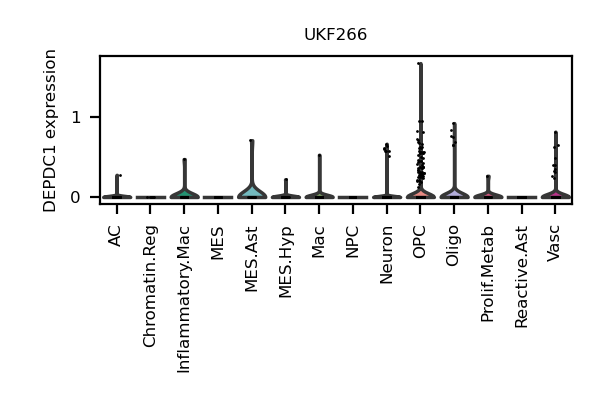 UKF266
DEPDC1 expression
1
0
AC
Chromatin.Reg
Inflammatory.Mac
MES
MES.Ast
MES.Hyp
Mac
NPC
Neuron
OPC
Oligo
Prolif.Metab
Reactive.Ast
Vasc